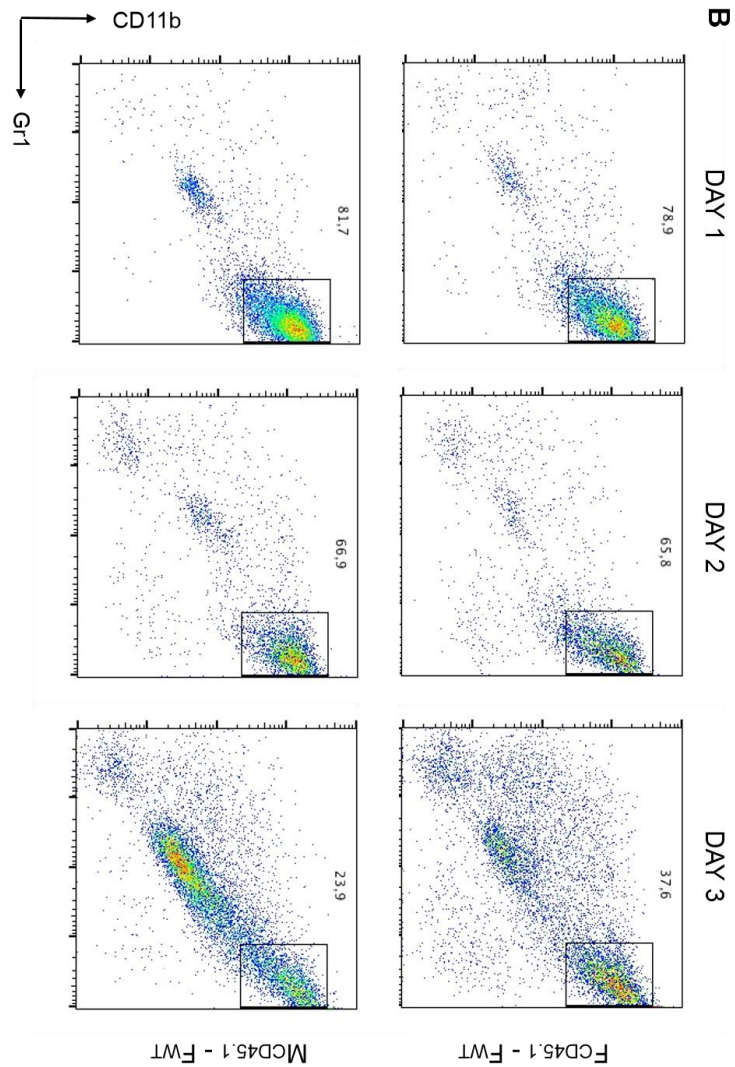 B
CD11b
Gr1
DAY 1
78,9
81,7
DAY 2
65,8
66,9
DAY 3
37,6
23,9
FCD45.1 - FWT
MCD45.1 - FWT